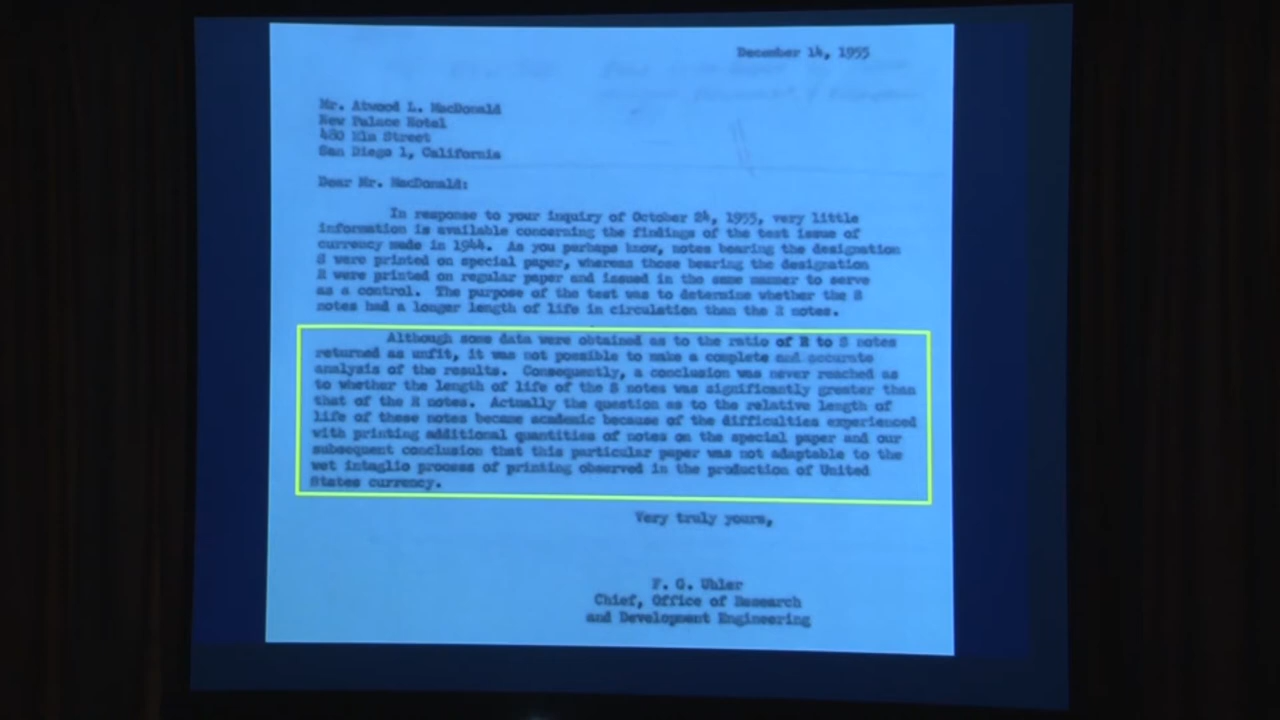 December 14, 1955
Mr. Atwood L. MacDonald
New Palace Hotel
480 Elm Street
San Diego 1, California
Dear Mr. MacDonald:
In response to your inquiry of October 24, 1955, very little
information is available concerning the findings of the test issue of
currency made in 1944. As you perhaps know, notes bearing the designation
S were printed on special paper, whereas those bearing the designation
R were printed on regular paper and issued in the same manner to serve
as a control. The purpose of the test was to determine whether the S
notes had a longer length of life in circulation than the R notes.
Although some data were obtained as to the ratio of R to S notes
returned as unfit, it was not possible to make a complete and accurate
analysis of the results. Consequently, a conclusion was never reached as
to whether the length of life of the S notes was significantly greater than
that of the R notes. Actually the question as to the relative length of
life of these notes became academic because of the difficulties experienced
with printing additional quantities of notes on the special paper and our
subsequent conclusion that this particular paper was not adaptable to the
wet intaglio process of printing observed in the production of United
States currency.
Very truly yours,
F. G. Uhler
Chief, Office of Research
and Development Engineering